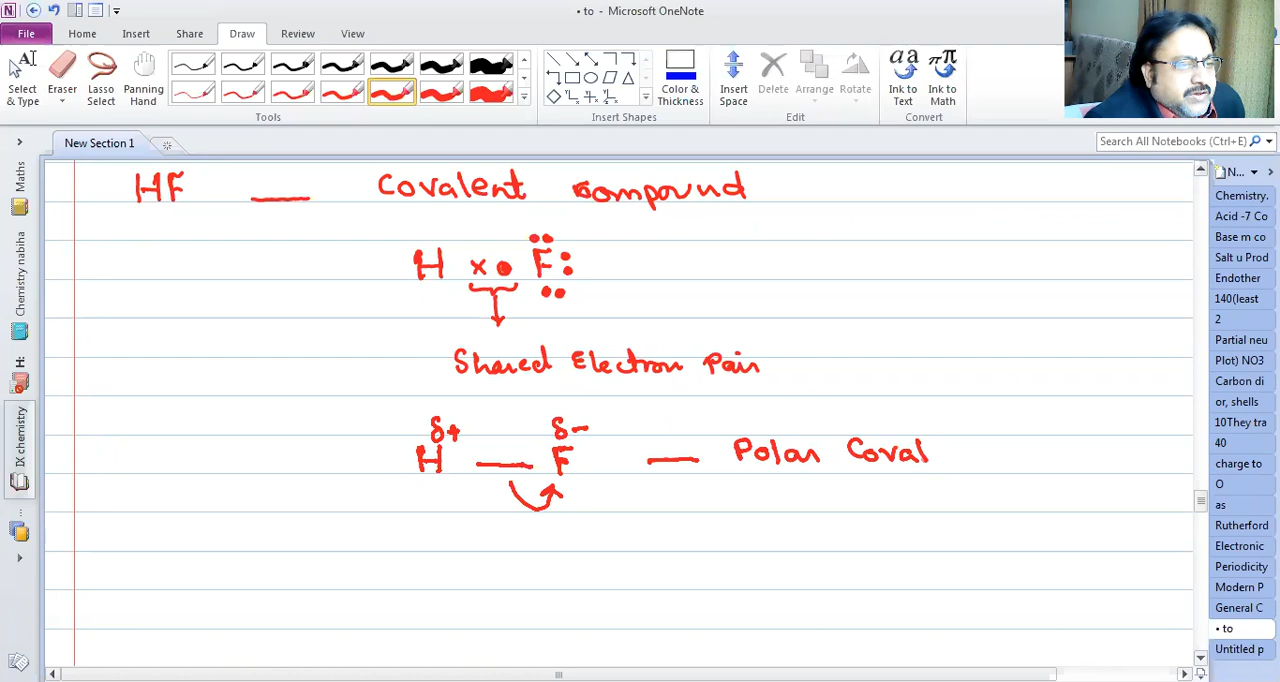 • to - Microsoft OneNote
File Home Insert Share Draw Review View
Select & Type
Eraser
Lasso Select
Panning Hand
Color & Thickness
Insert Space
Delete
Arrange
Rotate
Ink to Text
Ink to Math
Tools
Insert Shapes
Edit
Convert
New Section 1
Search All Notebooks (Ctrl+E)
Maths
Chemistry nabiha
IX chemistry
HF — Covalent compound
H x• F
Shared Electron Pair
δ+ δ-
H — F — Polar Coval
N...
Chemistry.
Acid -7 Co
Base m co
Salt u Prod
Endother
140(least
2
Partial neu
Plot) NO3
Carbon di
or, shells
10They tra
40
charge to
O
as
Rutherford
Electronic
Periodicity
Modern P
General C
• to
Untitled p